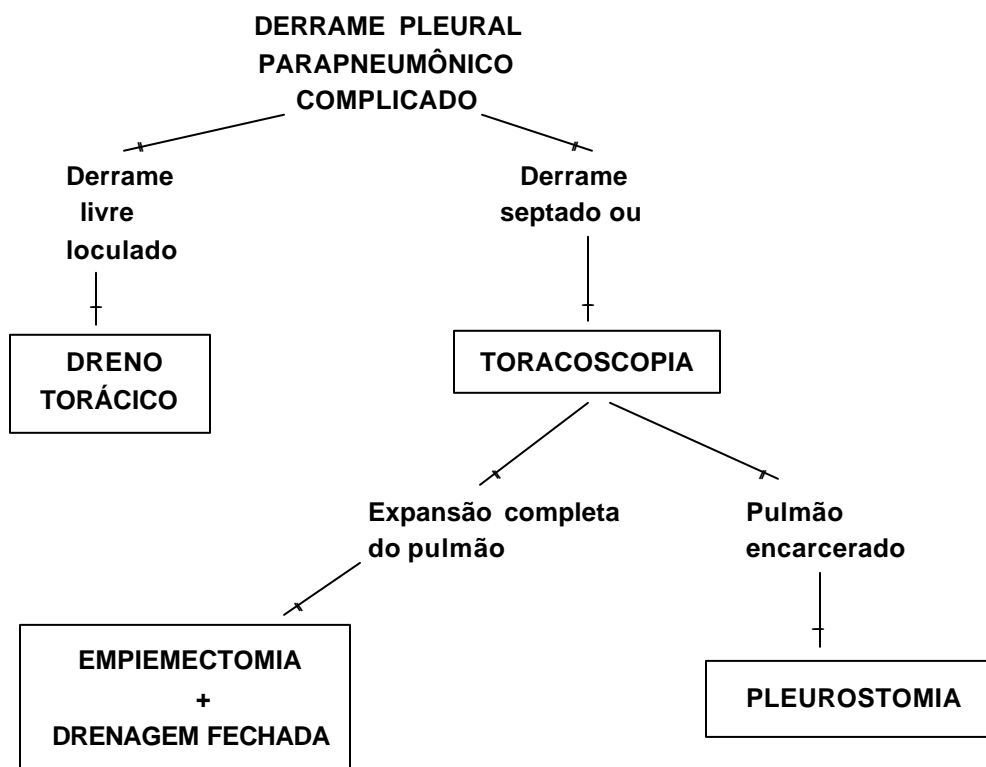 DERRAME PLEURAL
PARAPNEUMÔNICO
COMPLICADO
Derrame
livre
loculado
Derrame
septado ou
DRENO
TORÁCICO
TORACOSCOPIA
Expansão completa
do pulmão
Pulmão
encarcerado
EMPIEMECTOMIA
+
DRENAGEM FECHADA
PLEUROSTOMIA